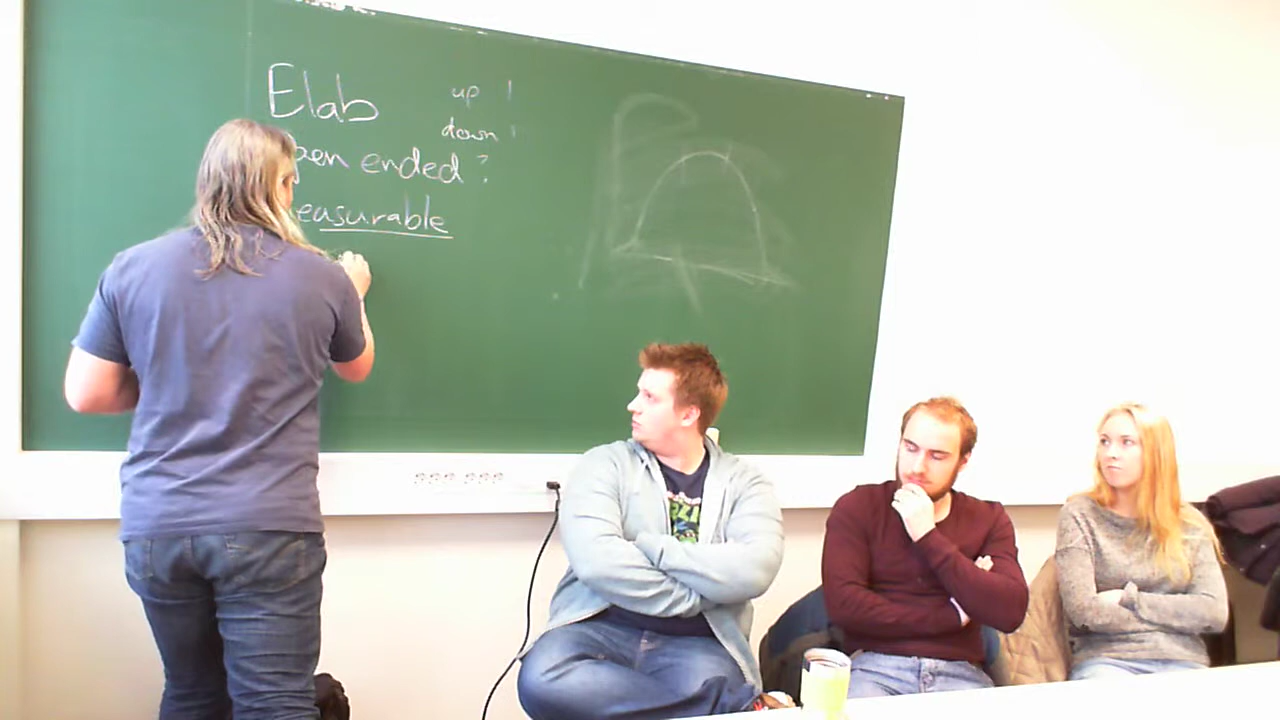 Elab
up
down
en ended ?
easurable